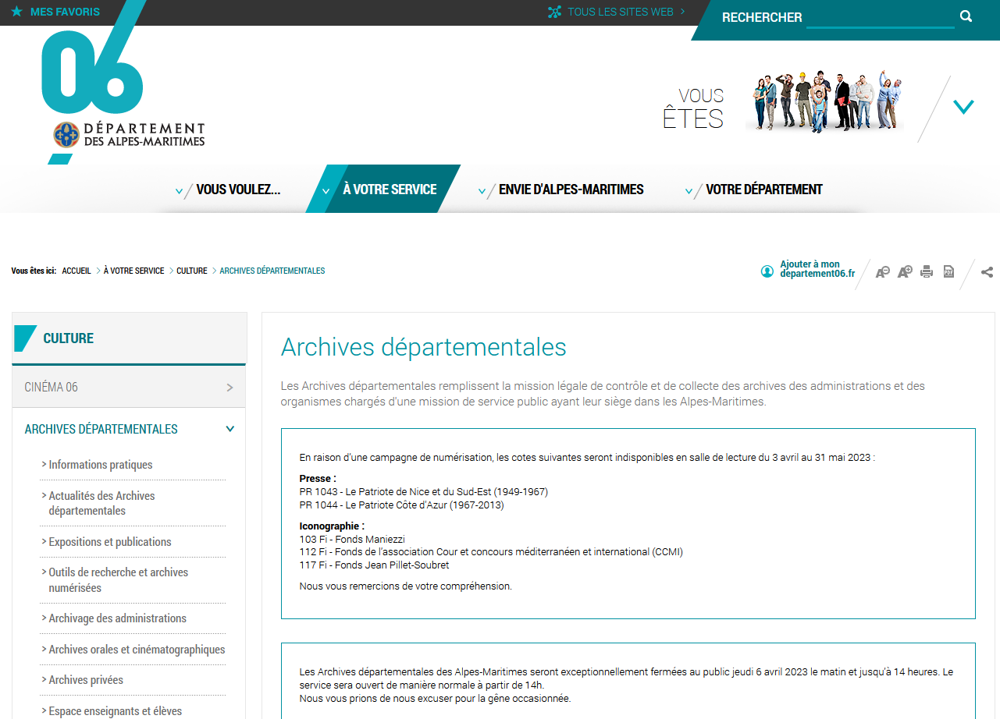 MES FAVORIS
TOUS LES SITES WEB
RECHERCHER
06
DÉPARTEMENT
DES ALPES-MARITIMES
VOUS
ÊTES
VOUS VOULEZ...
À VOTRE SERVICE
ENVIE D'ALPES-MARITIMES
VOTRE DÉPARTEMENT
Vous êtes ici: ACCUEIL > À VOTRE SERVICE > CULTURE > ARCHIVES DÉPARTEMENTALES
Ajouter à mon
departement06.fr
A A PDF
CULTURE
CINÉMA 06
ARCHIVES DÉPARTEMENTALES
> Informations pratiques
> Actualités des Archives
départementales
> Expositions et publications
> Outils de recherche et archives
numérisées
> Archivage des administrations
> Archives orales et cinématographiques
> Archives privées
> Espace enseignants et élèves
Archives départementales
Les Archives départementales remplissent la mission légale de contrôle et de collecte des archives des administrations et des
organismes chargés d'une mission de service public ayant leur siège dans les Alpes-Maritimes.
En raison d'une campagne de numérisation, les cotes suivantes seront indisponibles en salle de lecture du 3 avril au 31 mai 2023 :
Presse :
PR 1043 - Le Patriote de Nice et du Sud-Est (1949-1967)
PR 1044 - Le Patriote Côte d'Azur (1967-2013)
Iconographie :
103 Fi - Fonds Maniezzi
112 Fi - Fonds de l'association Cour et concours méditerranéen et international (CCMI)
117 Fi - Fonds Jean Pillet-Soubret
Nous vous remercions de votre compréhension.
Les Archives départementales des Alpes-Maritimes seront exceptionnellement fermées au public jeudi 6 avril 2023 le matin et jusqu'à 14 heures. Le
service sera ouvert de manière normale à partir de 14h.
Nous vous prions de nous excuser pour la gêne occasionnée.